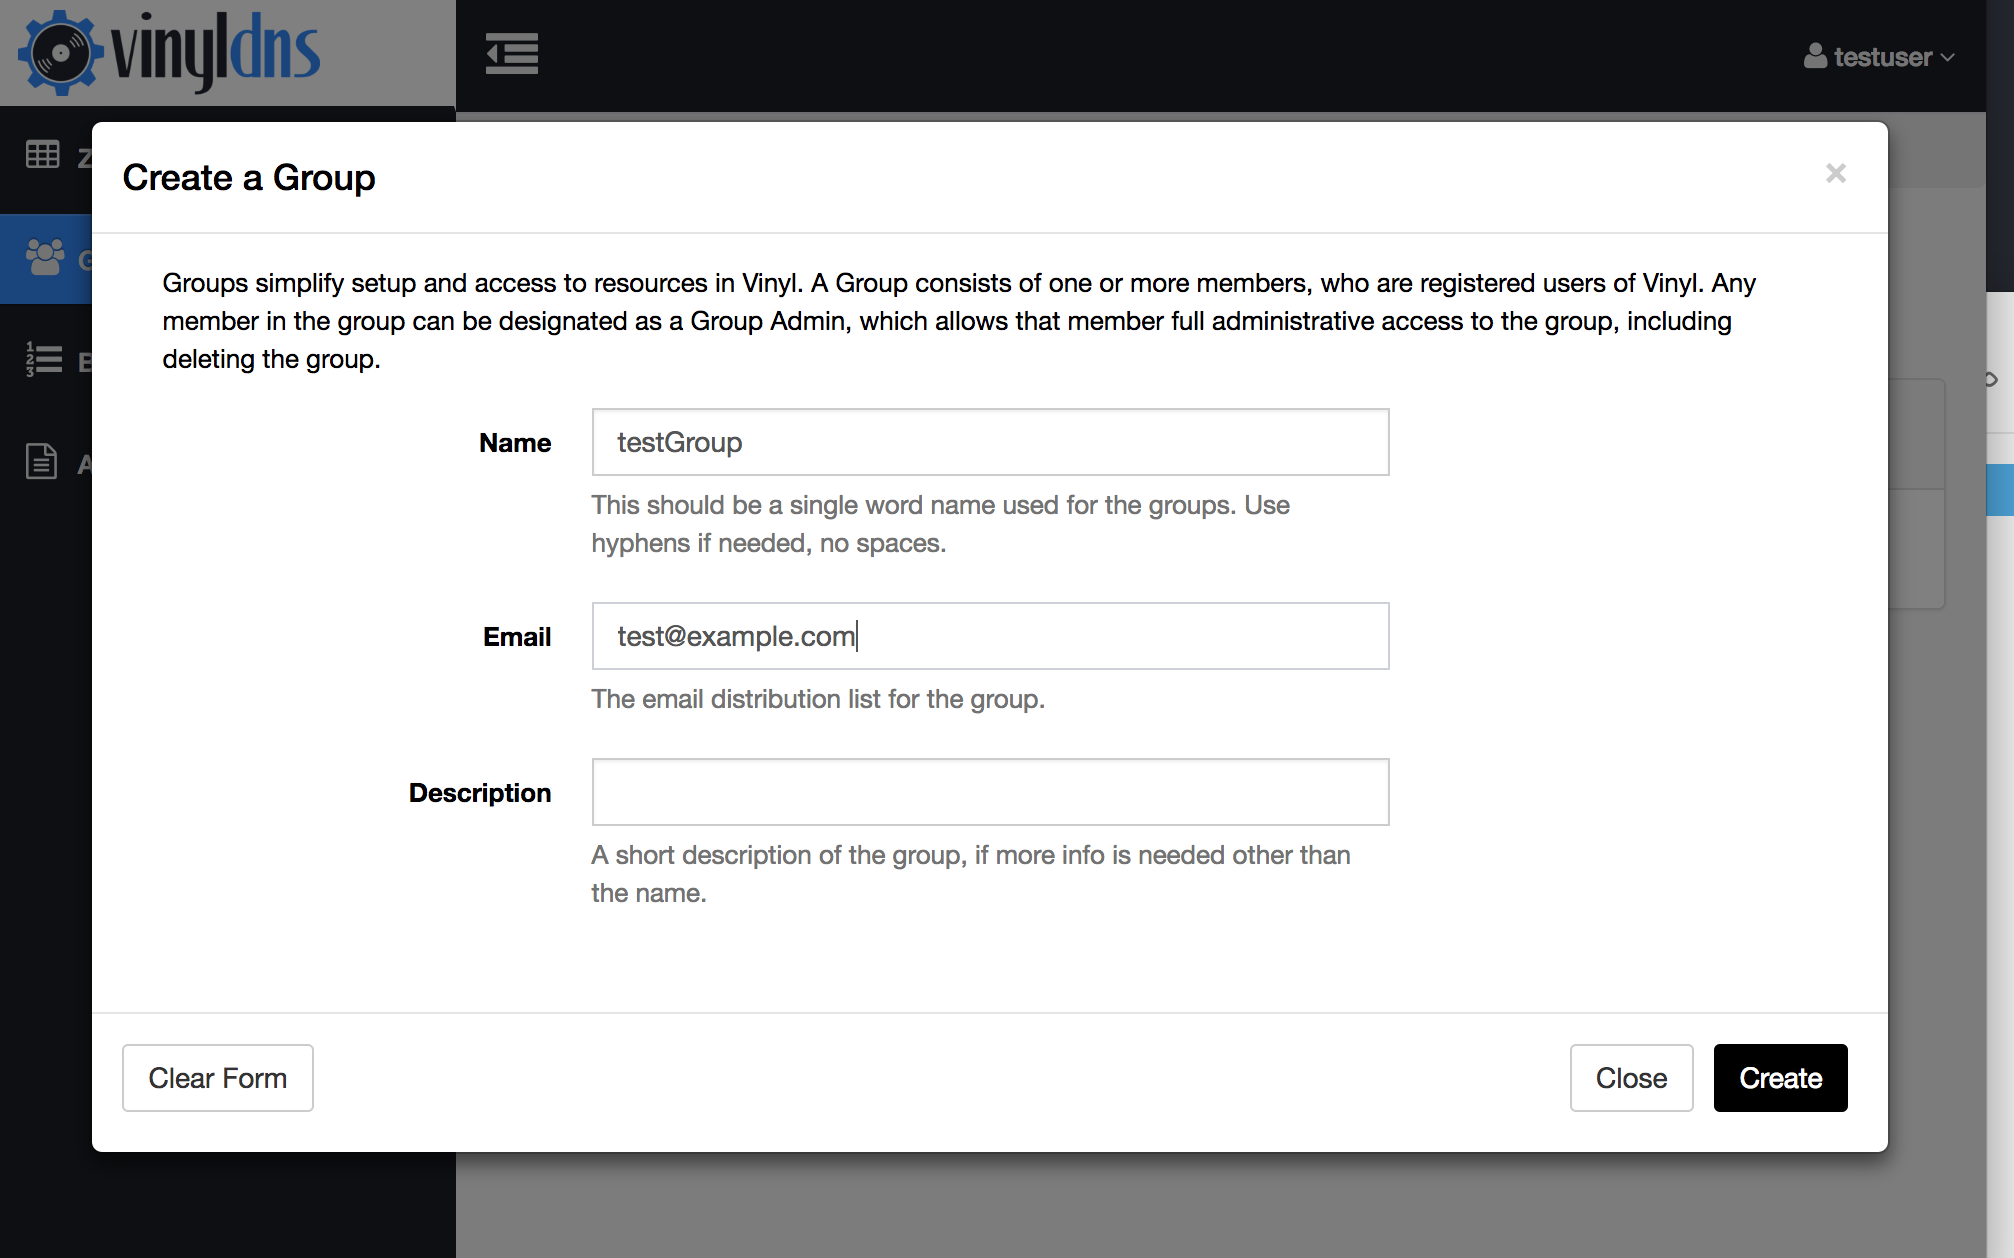 vinyldns
testuser
Create a Group
×
Groups simplify setup and access to resources in Vinyl. A Group consists of one or more members, who are registered users of Vinyl. Any
member in the group can be designated as a Group Admin, which allows that member full administrative access to the group, including
deleting the group.
Name
testGroup
This should be a single word name used for the groups. Use
hyphens if needed, no spaces.
Email
test@example.com
The email distribution list for the group.
Description
A short description of the group, if more info is needed other than
the name.
Clear Form
Close
Create